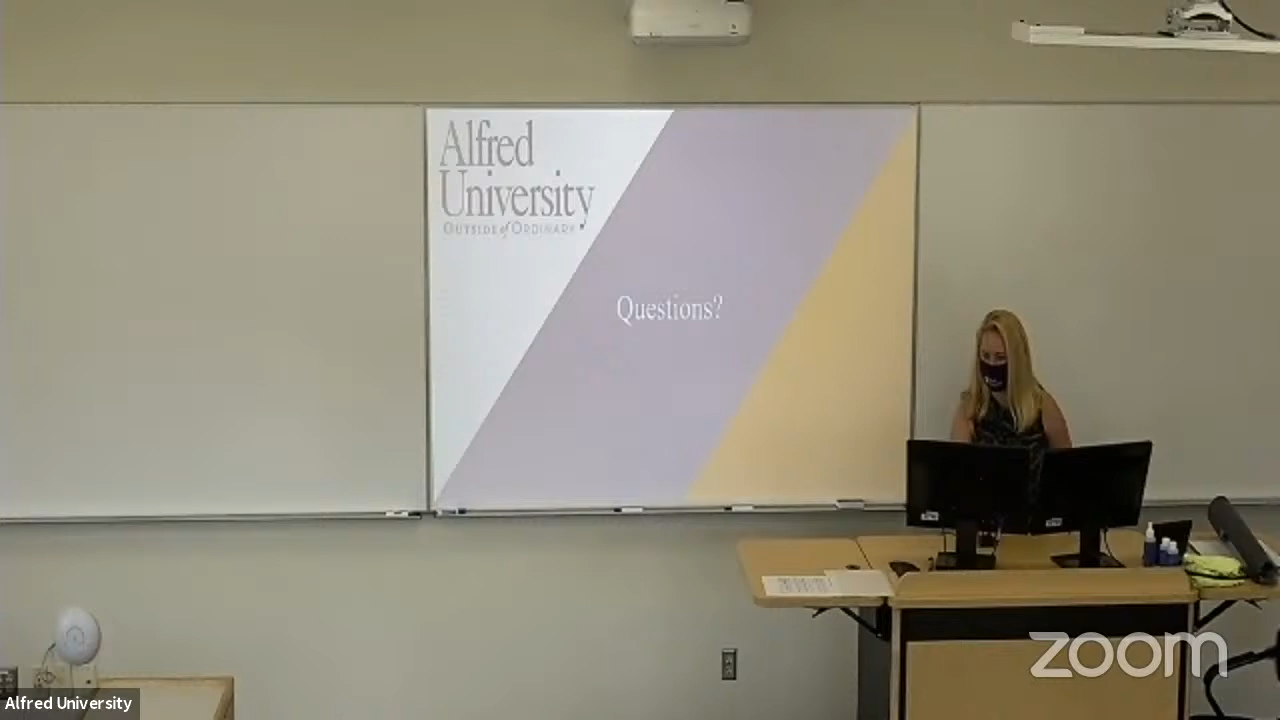 Alfred
University
OUTSIDE of ORDINARY
Questions?
zoom
Alfred University